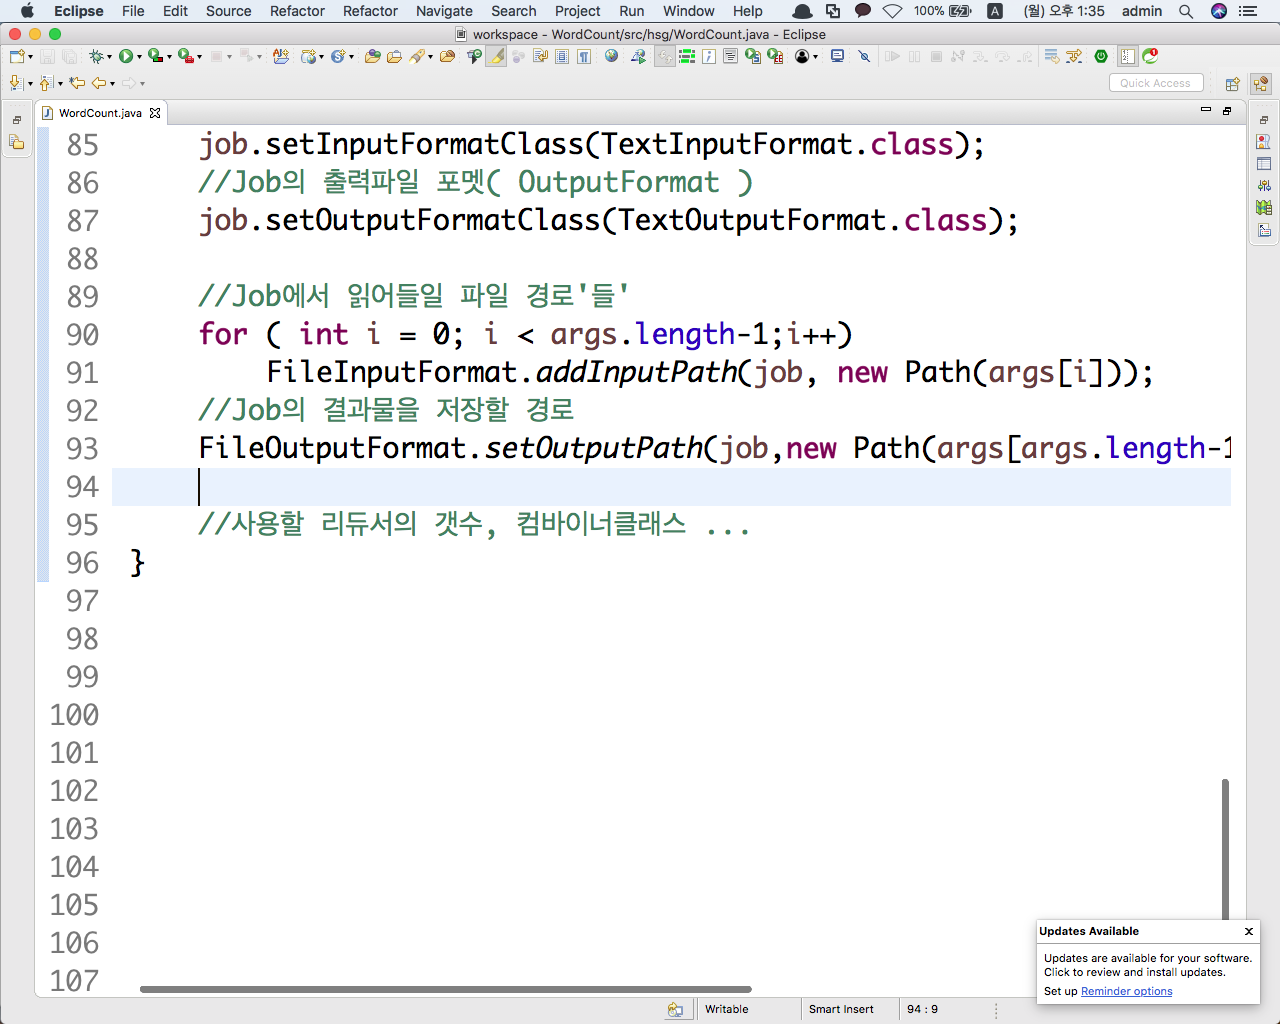 Eclipse File Edit Source Refactor Refactor Navigate Search Project Run Window Help 100% A (월) 오후 1:35 admin
workspace - WordCount/src/hsg/WordCount.java - Eclipse
Quick Access
WordCount.java
85 job.setInputFormatClass(TextInputFormat.class);
86 //Job의 출력파일 포멧( OutputFormat )
87 job.setOutputFormatClass(TextOutputFormat.class);
88
89 //Job에서 읽어들일 파일 경로'들'
90 for ( int i = 0; i < args.length-1;i++)
91 FileInputFormat.addInputPath(job, new Path(args[i]));
92 //Job의 결과물을 저장할 경로
93 FileOutputFormat.setOutputPath(job,new Path(args[args.length-1
94
95 //사용할 리듀서의 갯수, 컴바이너클래스 ...
96 }
97
98
99
100
101
102
103
104
105
106
107
Updates Available
Updates are available for your software.
Click to review and install updates.
Set up Reminder options
Writable Smart Insert 94 : 9